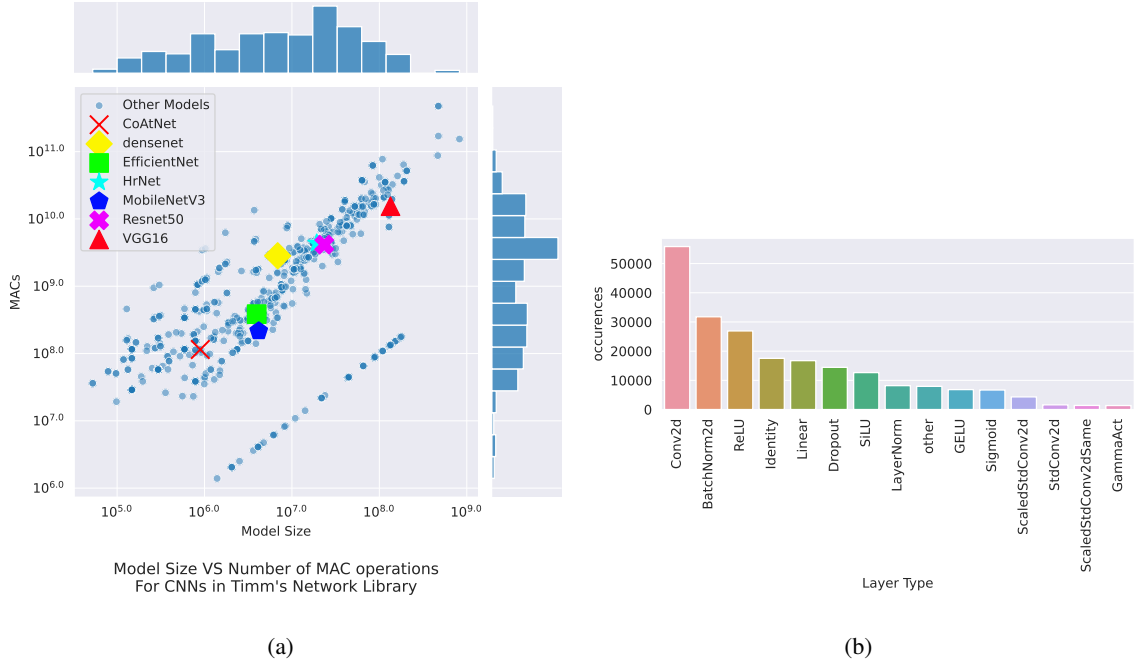 Other Models
CoAtNet
densenet
EfficientNet
HrNet
MobileNetV3
Resnet50
VGG16
10^11.0
10^10.0
10^9.0
10^8.0
10^7.0
10^6.0
MACs
10^5.0 10^6.0 10^7.0 10^8.0 10^9.0
Model Size
Model Size VS Number of MAC operations
For CNNs in Timm's Network Library
(a)
50000
40000
30000
20000
10000
0
occurences
Conv2d
BatchNorm2d
ReLU
Identity
Linear
Dropout
SiLU
LayerNorm
other
GELU
Sigmoid
ScaledStdConv2d
StdConv2d
ScaledStdConv2dSame
GammaAct
Layer Type
(b)